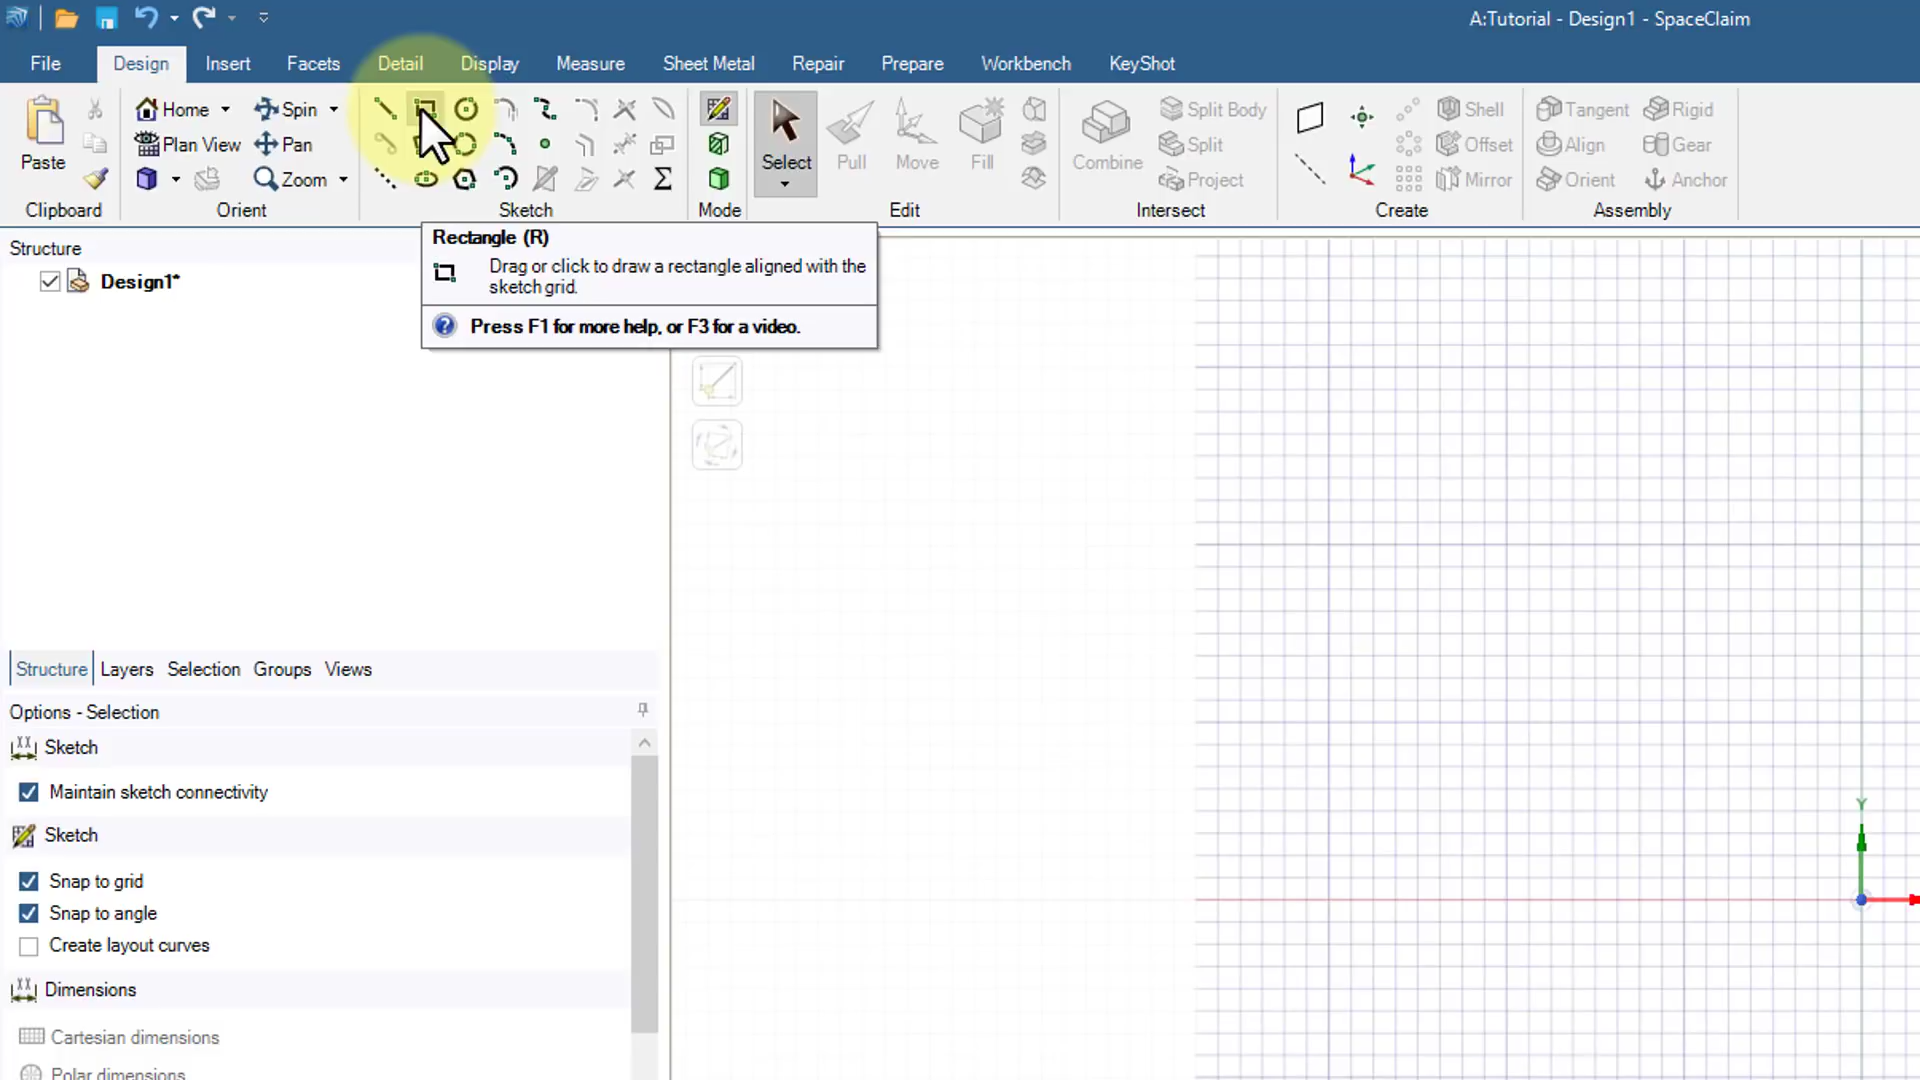 A:Tutorial - Design1 - SpaceClaim
File Design Insert Facets Detail Display Measure Sheet Metal Repair Prepare Workbench KeyShot
Home Spin Split Body Shell Tangent Rigid
Plan View Pan Split Offset Align Gear
Paste Zoom Select Pull Move Fill Combine Project Mirror Orient Anchor
Clipboard Orient Sketch Mode Edit Intersect Create Assembly
Rectangle (R)
Drag or click to draw a rectangle aligned with the
sketch grid.
Press F1 for more help, or F3 for a video.
Structure
Design1*
Structure Layers Selection Groups Views
Options - Selection
Sketch
Maintain sketch connectivity
Sketch
Snap to grid
Snap to angle
Create layout curves
Dimensions
Cartesian dimensions
Polar dimensions
Y